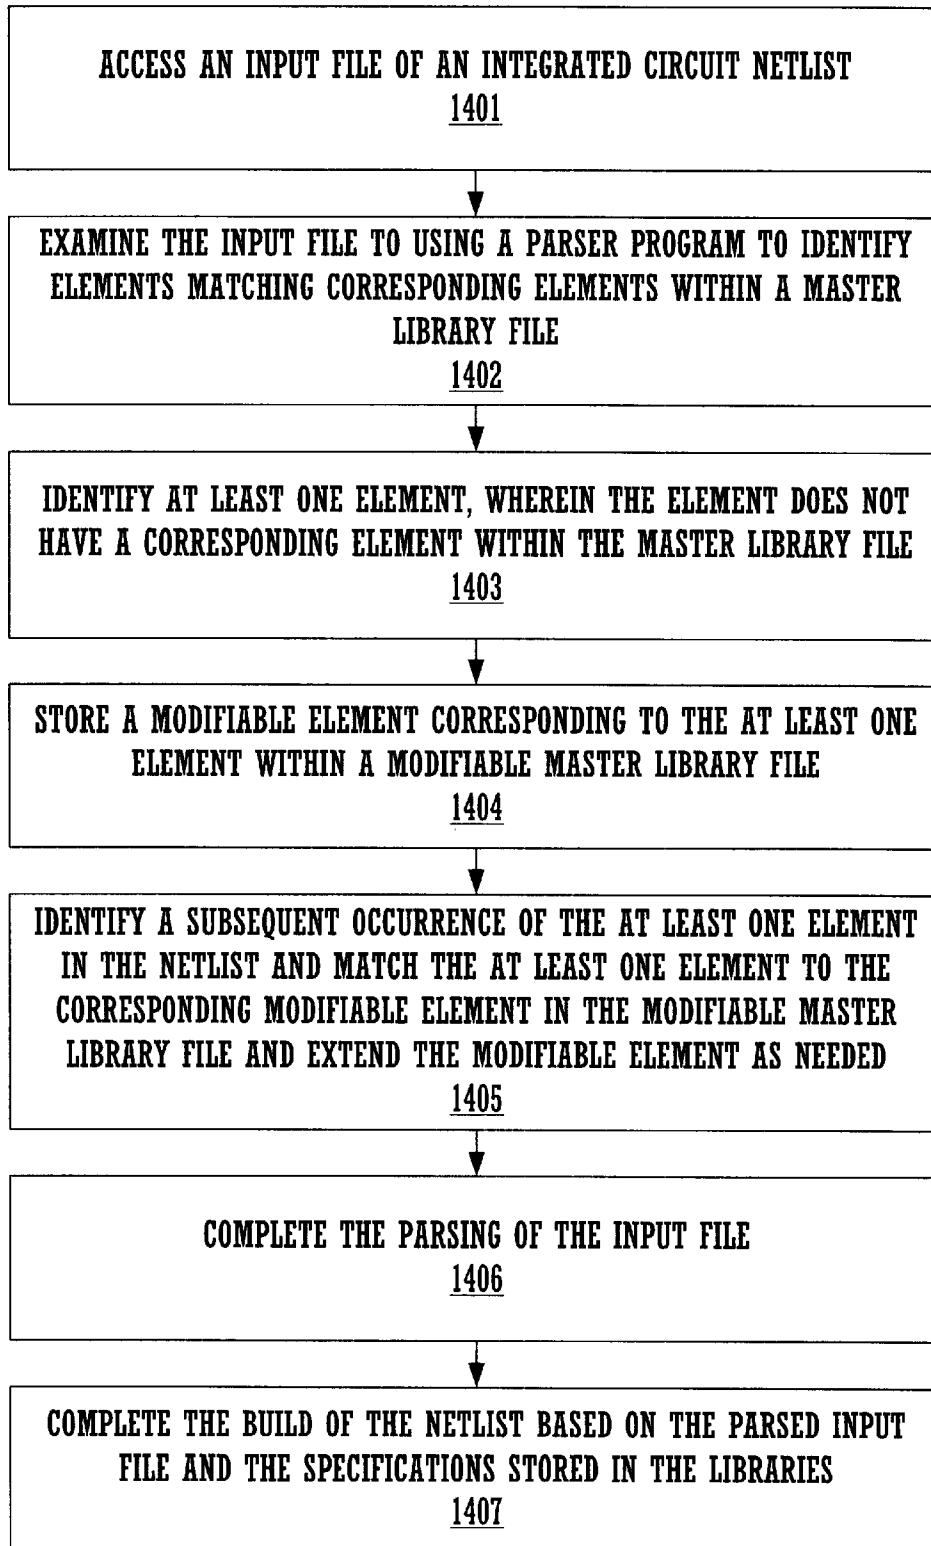 ACCESS AN INPUT FILE OF AN INTEGRATED CIRCUIT NETLIST
1401
EXAMINE THE INPUT FILE TO USING A PARSER PROGRAM TO IDENTIFY
ELEMENTS MATCHING CORRESPONDING ELEMENTS WITHIN A MASTER
LIBRARY FILE
1402
IDENTIFY AT LEAST ONE ELEMENT, WHEREIN THE ELEMENT DOES NOT
HAVE A CORRESPONDING ELEMENT WITHIN THE MASTER LIBRARY FILE
1403
STORE A MODIFIABLE ELEMENT CORRESPONDING TO THE AT LEAST ONE
ELEMENT WITHIN A MODIFIABLE MASTER LIBRARY FILE
1404
IDENTIFY A SUBSEQUENT OCCURRENCE OF THE AT LEAST ONE ELEMENT
IN THE NETLIST AND MATCH THE AT LEAST ONE ELEMENT TO THE
CORRESPONDING MODIFIABLE ELEMENT IN THE MODIFIABLE MASTER
LIBRARY FILE AND EXTEND THE MODIFIABLE ELEMENT AS NEEDED
1405
COMPLETE THE PARSING OF THE INPUT FILE
1406
COMPLETE THE BUILD OF THE NETLIST BASED ON THE PARSED INPUT
FILE AND THE SPECIFICATIONS STORED IN THE LIBRARIES
1407